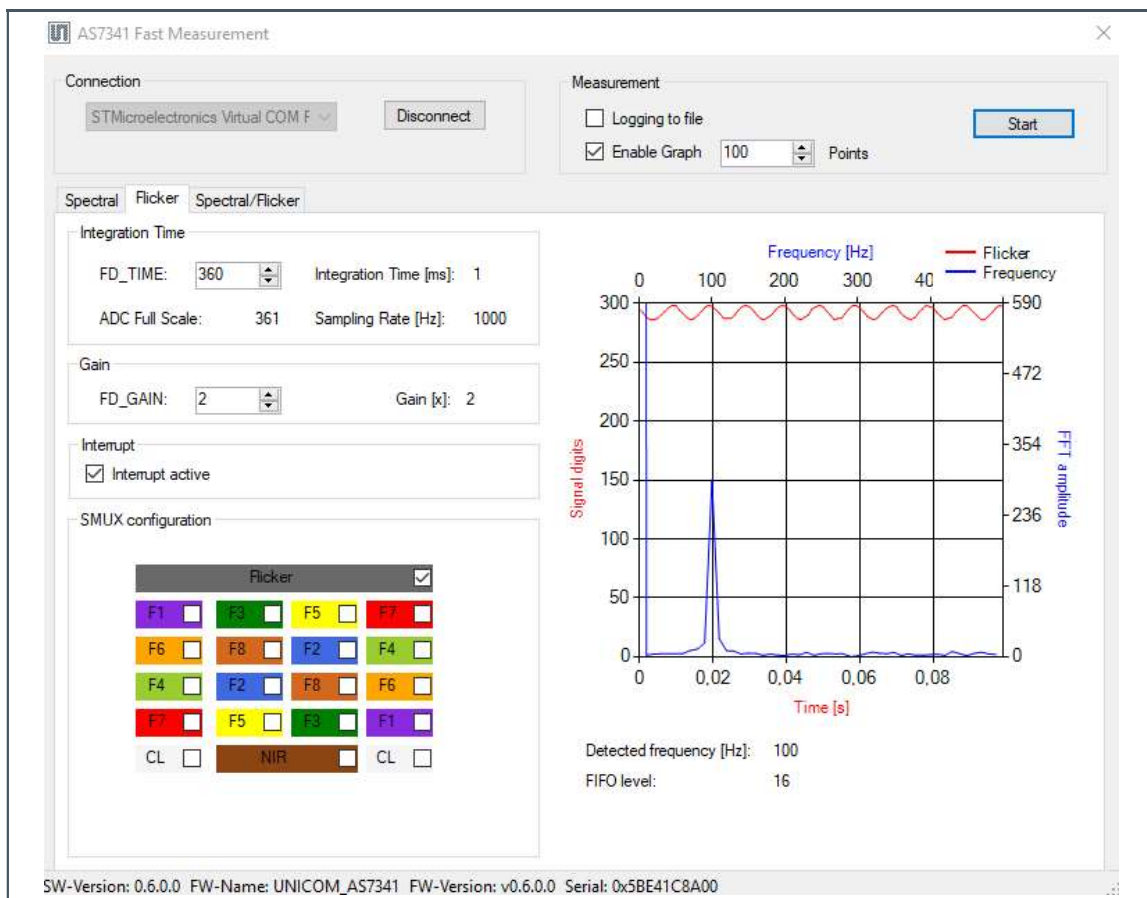 AS7341 Fast Measurement
Connection
STMicroelectronics Virtual COM F
Disconnect
Measurement
Logging to file
Enable Graph 100 Points
Start
Spectral Flicker Spectral/Flicker
Integration Time
FD_TIME: 360 Integration Time [ms]: 1
ADC Full Scale: 361 Sampling Rate [Hz]: 1000
Gain
FD_GAIN: 2 Gain [x]: 2
Interrupt
Interrupt active
SMUX configuration
Flicker
F1 F3 F5 F7
F6 F8 F2 F4
F4 F2 F8 F6
F7 F5 F3 F1
CL NIR CL
Frequency [Hz]
Flicker
Frequency
0 100 200 300 40
300 590
250
472
200
354
150
236
100
118
50
0 0
Signal digits
FFT amplitude
0 0,02 0,04 0,06 0,08
Time [s]
Detected frequency [Hz]: 100
FIFO level: 16
SW-Version: 0.6.0.0 FW-Name: UNICOM_AS7341 FW-Version: v0.6.0.0 Serial: 0x5BE41C8A00